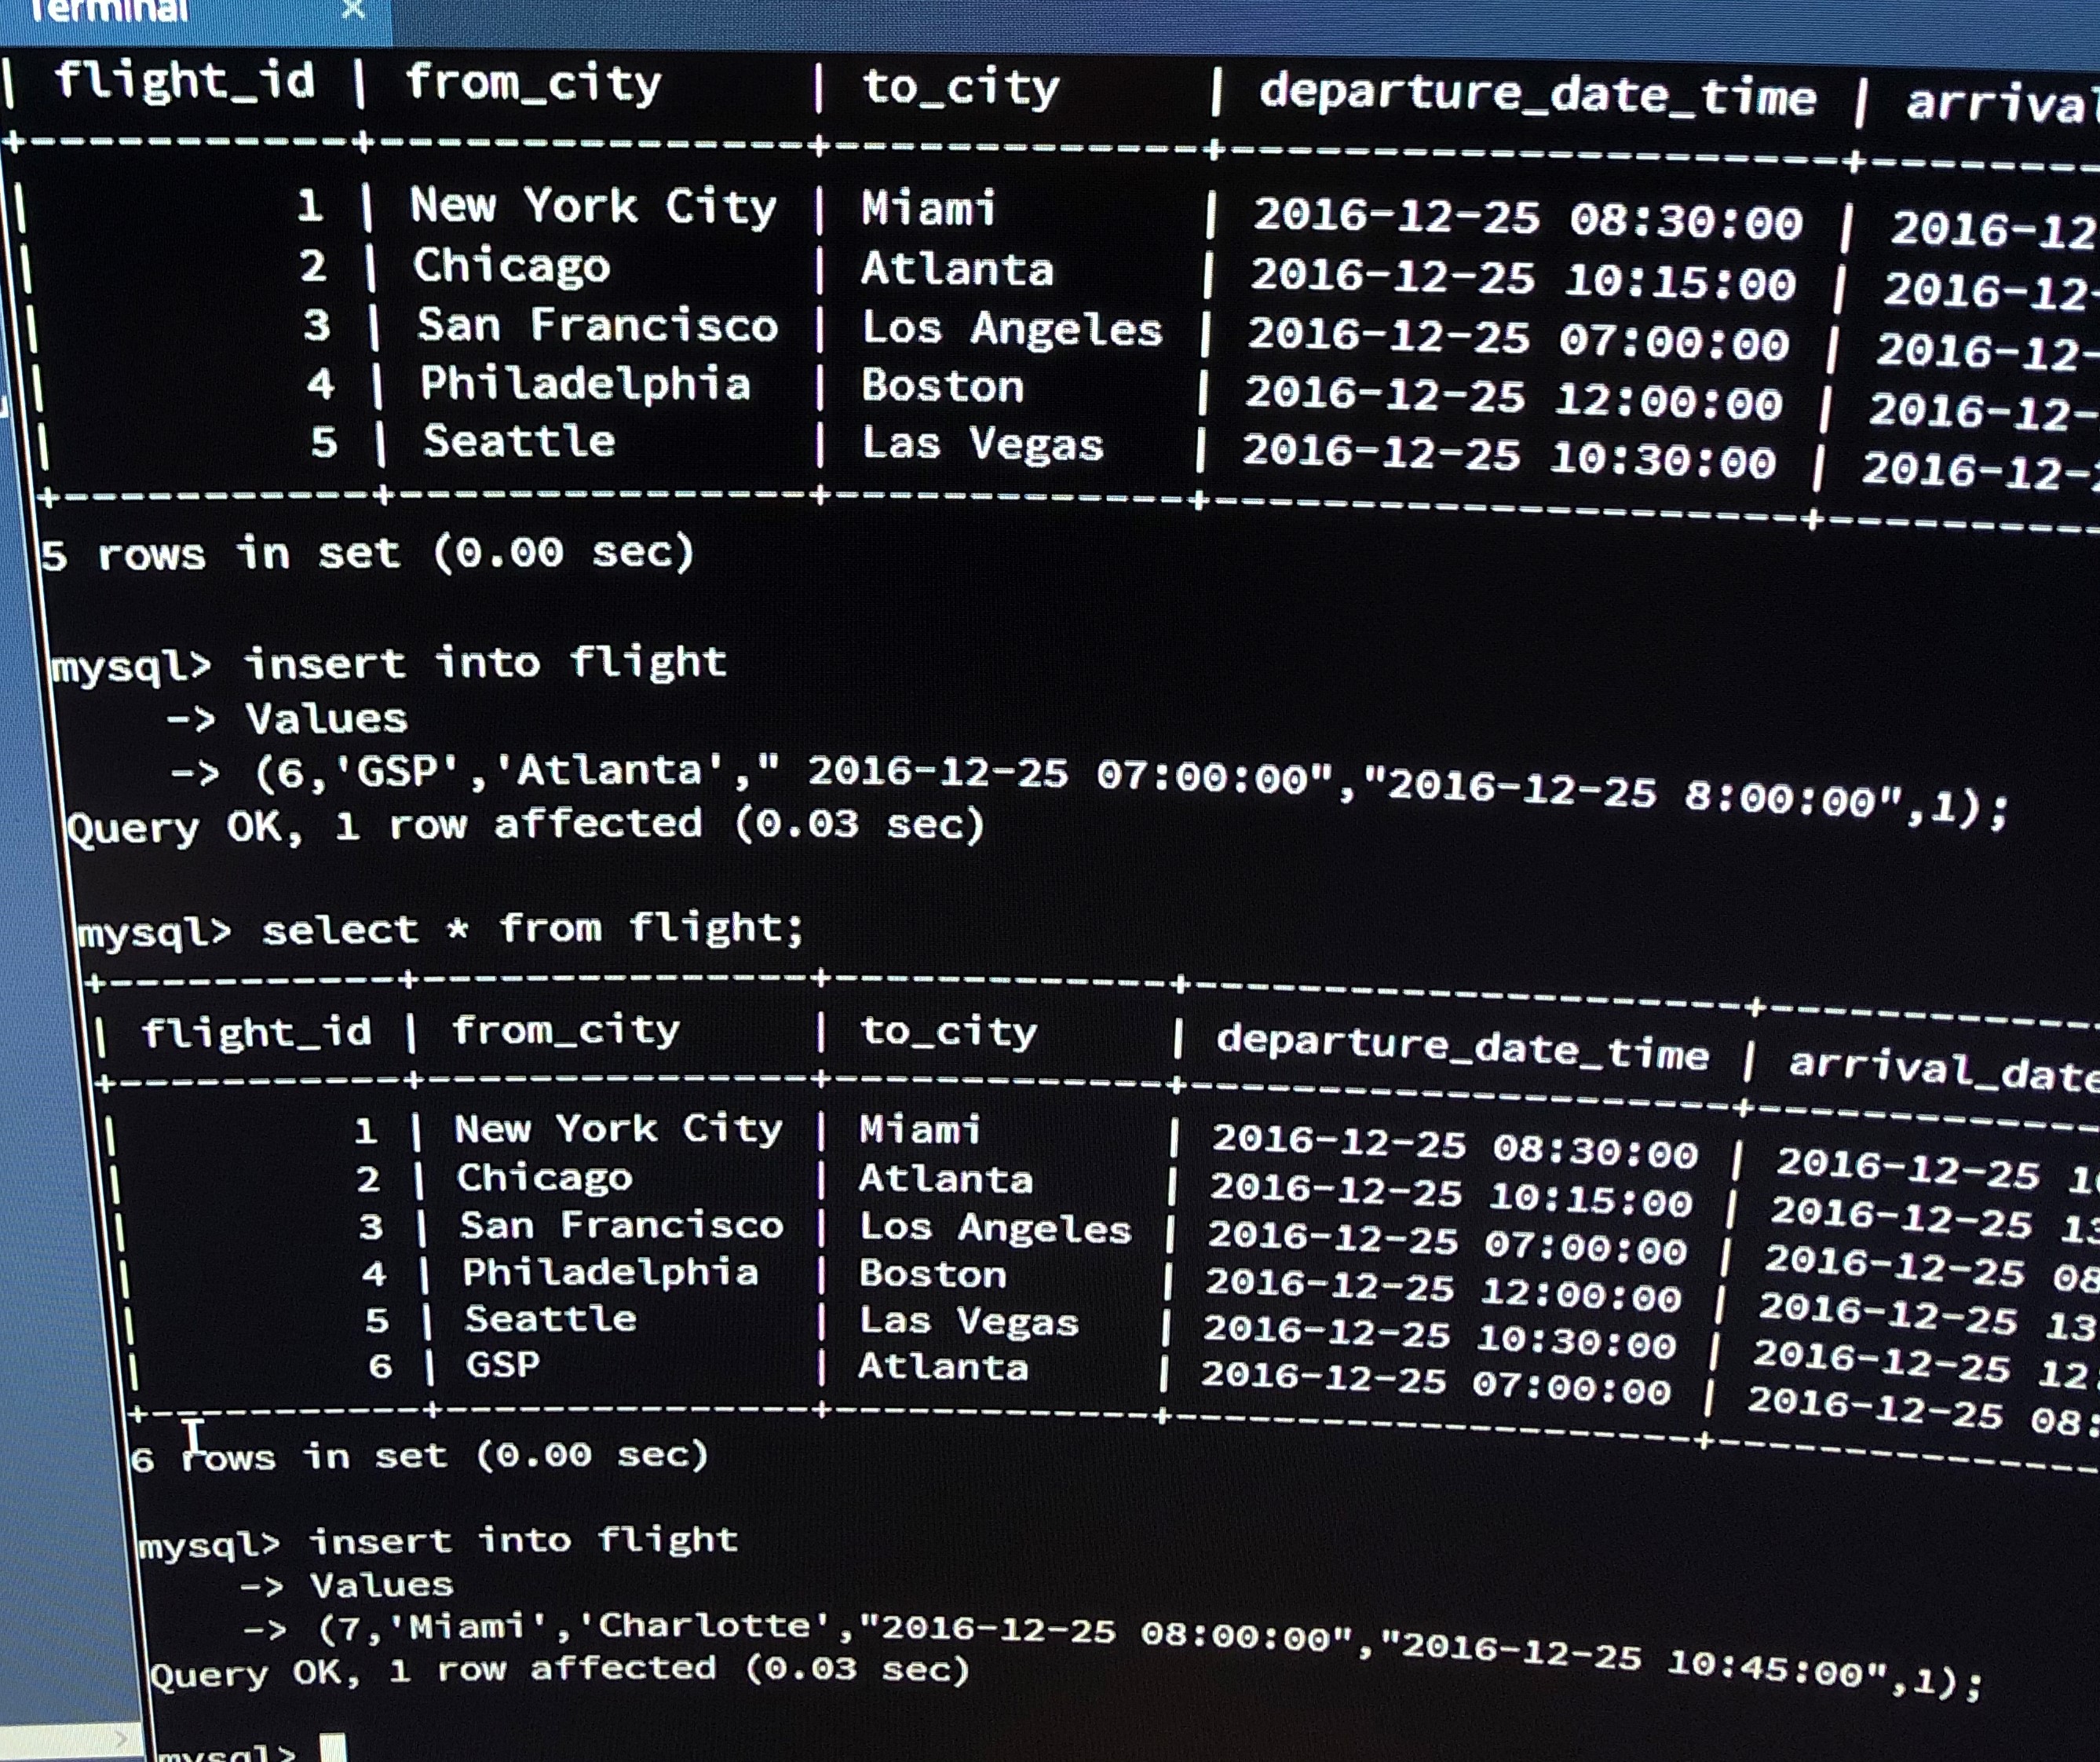 Terminal ×
| flight_id | from_city | to_city | departure_date_time | arrival
+-----------+---------------+-------------+---------------------+--------
| 1 | New York City | Miami | 2016-12-25 08:30:00 | 2016-12
| 2 | Chicago | Atlanta | 2016-12-25 10:15:00 | 2016-12-
| 3 | San Francisco | Los Angeles | 2016-12-25 07:00:00 | 2016-12-
| 4 | Philadelphia | Boston | 2016-12-25 12:00:00 | 2016-12-
| 5 | Seattle | Las Vegas | 2016-12-25 10:30:00 | 2016-12-
+-----------+---------------+-------------+---------------------+--------
5 rows in set (0.00 sec)
mysql> insert into flight
-> Values
-> (6,'GSP','Atlanta'," 2016-12-25 07:00:00","2016-12-25 8:00:00",1);
Query OK, 1 row affected (0.03 sec)
mysql> select * from flight;
+-----------+---------------+-------------+---------------------+------------
| flight_id | from_city | to_city | departure_date_time | arrival_date
+-----------+---------------+-------------+---------------------+------------
| 1 | New York City | Miami | 2016-12-25 08:30:00 | 2016-12-25 1
| 2 | Chicago | Atlanta | 2016-12-25 10:15:00 | 2016-12-25 13
| 3 | San Francisco | Los Angeles | 2016-12-25 07:00:00 | 2016-12-25 08
| 4 | Philadelphia | Boston | 2016-12-25 12:00:00 | 2016-12-25 13
| 5 | Seattle | Las Vegas | 2016-12-25 10:30:00 | 2016-12-25 12:
| 6 | GSP | Atlanta | 2016-12-25 07:00:00 | 2016-12-25 08:
+-----------+---------------+-------------+---------------------+------------
6 rows in set (0.00 sec)
mysql> insert into flight
-> Values
-> (7,'Miami','Charlotte',"2016-12-25 08:00:00","2016-12-25 10:45:00",1);
Query OK, 1 row affected (0.03 sec)
mysql>